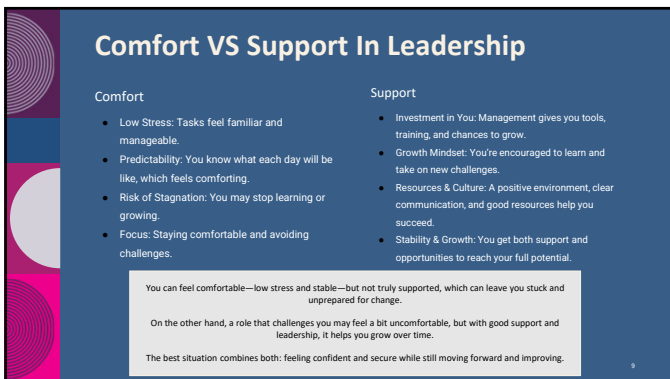 Comfort VS Support In Leadership
Comfort
● Low Stress: Tasks feel familiar and
manageable.
● Predictability: You know what each day will be
like, which feels comforting.
● Risk of Stagnation: You may stop learning or
growing.
● Focus: Staying comfortable and avoiding
challenges.
Support
● Investment in You: Management gives you tools,
training, and chances to grow.
● Growth Mindset: You're encouraged to learn and
take on new challenges.
● Resources & Culture: A positive environment, clear
communication, and good resources help you
succeed.
● Stability & Growth: You get both support and
opportunities to reach your full potential.
You can feel comfortable—low stress and stable—but not truly supported, which can leave you stuck and
unprepared for change.
On the other hand, a role that challenges you may feel a bit uncomfortable, but with good support and
leadership, it helps you grow over time.
The best situation combines both: feeling confident and secure while still moving forward and improving.
9